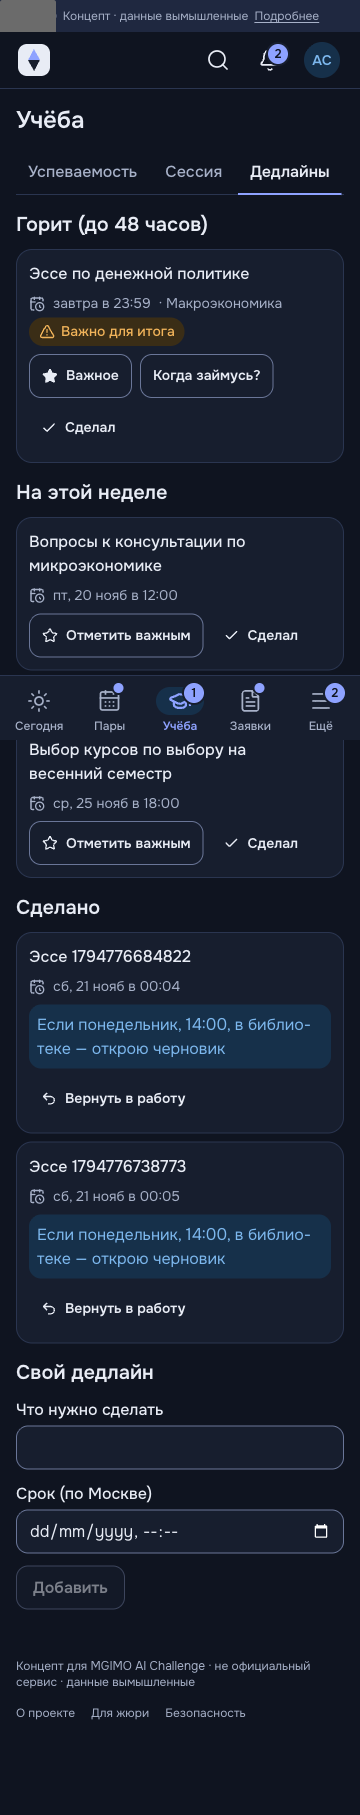 Концепт · данные вымышленные Подробнее
2
АС
Учёба
Успеваемость Сессия Дедлайны
Горит (до 48 часов)
Эссе по денежной политике
завтра в 23:59 · Макроэкономика
Важно для итога
Важное Когда займусь?
Сделал
На этой неделе
Вопросы к консультации по
микроэкономике
пт, 20 нояб в 12:00
Отметить важным Сделал
1 2
Сегодня Пары Учёба Заявки Ещё
Выбор курсов по выбору на
весенний семестр
ср, 25 нояб в 18:00
Отметить важным Сделал
Сделано
Эссе 1794776684822
сб, 21 нояб в 00:04
Если понедельник, 14:00, в библио-
теке — открою черновик
Вернуть в работу
Эссе 1794776738773
сб, 21 нояб в 00:05
Если понедельник, 14:00, в библио-
теке — открою черновик
Вернуть в работу
Свой дедлайн
Что нужно сделать
Срок (по Москве)
dd/mm/yyyy, --:--
Добавить
Концепт для MGIMO AI Challenge · не официальный
сервис · данные вымышленные
О проекте Для жюри Безопасность